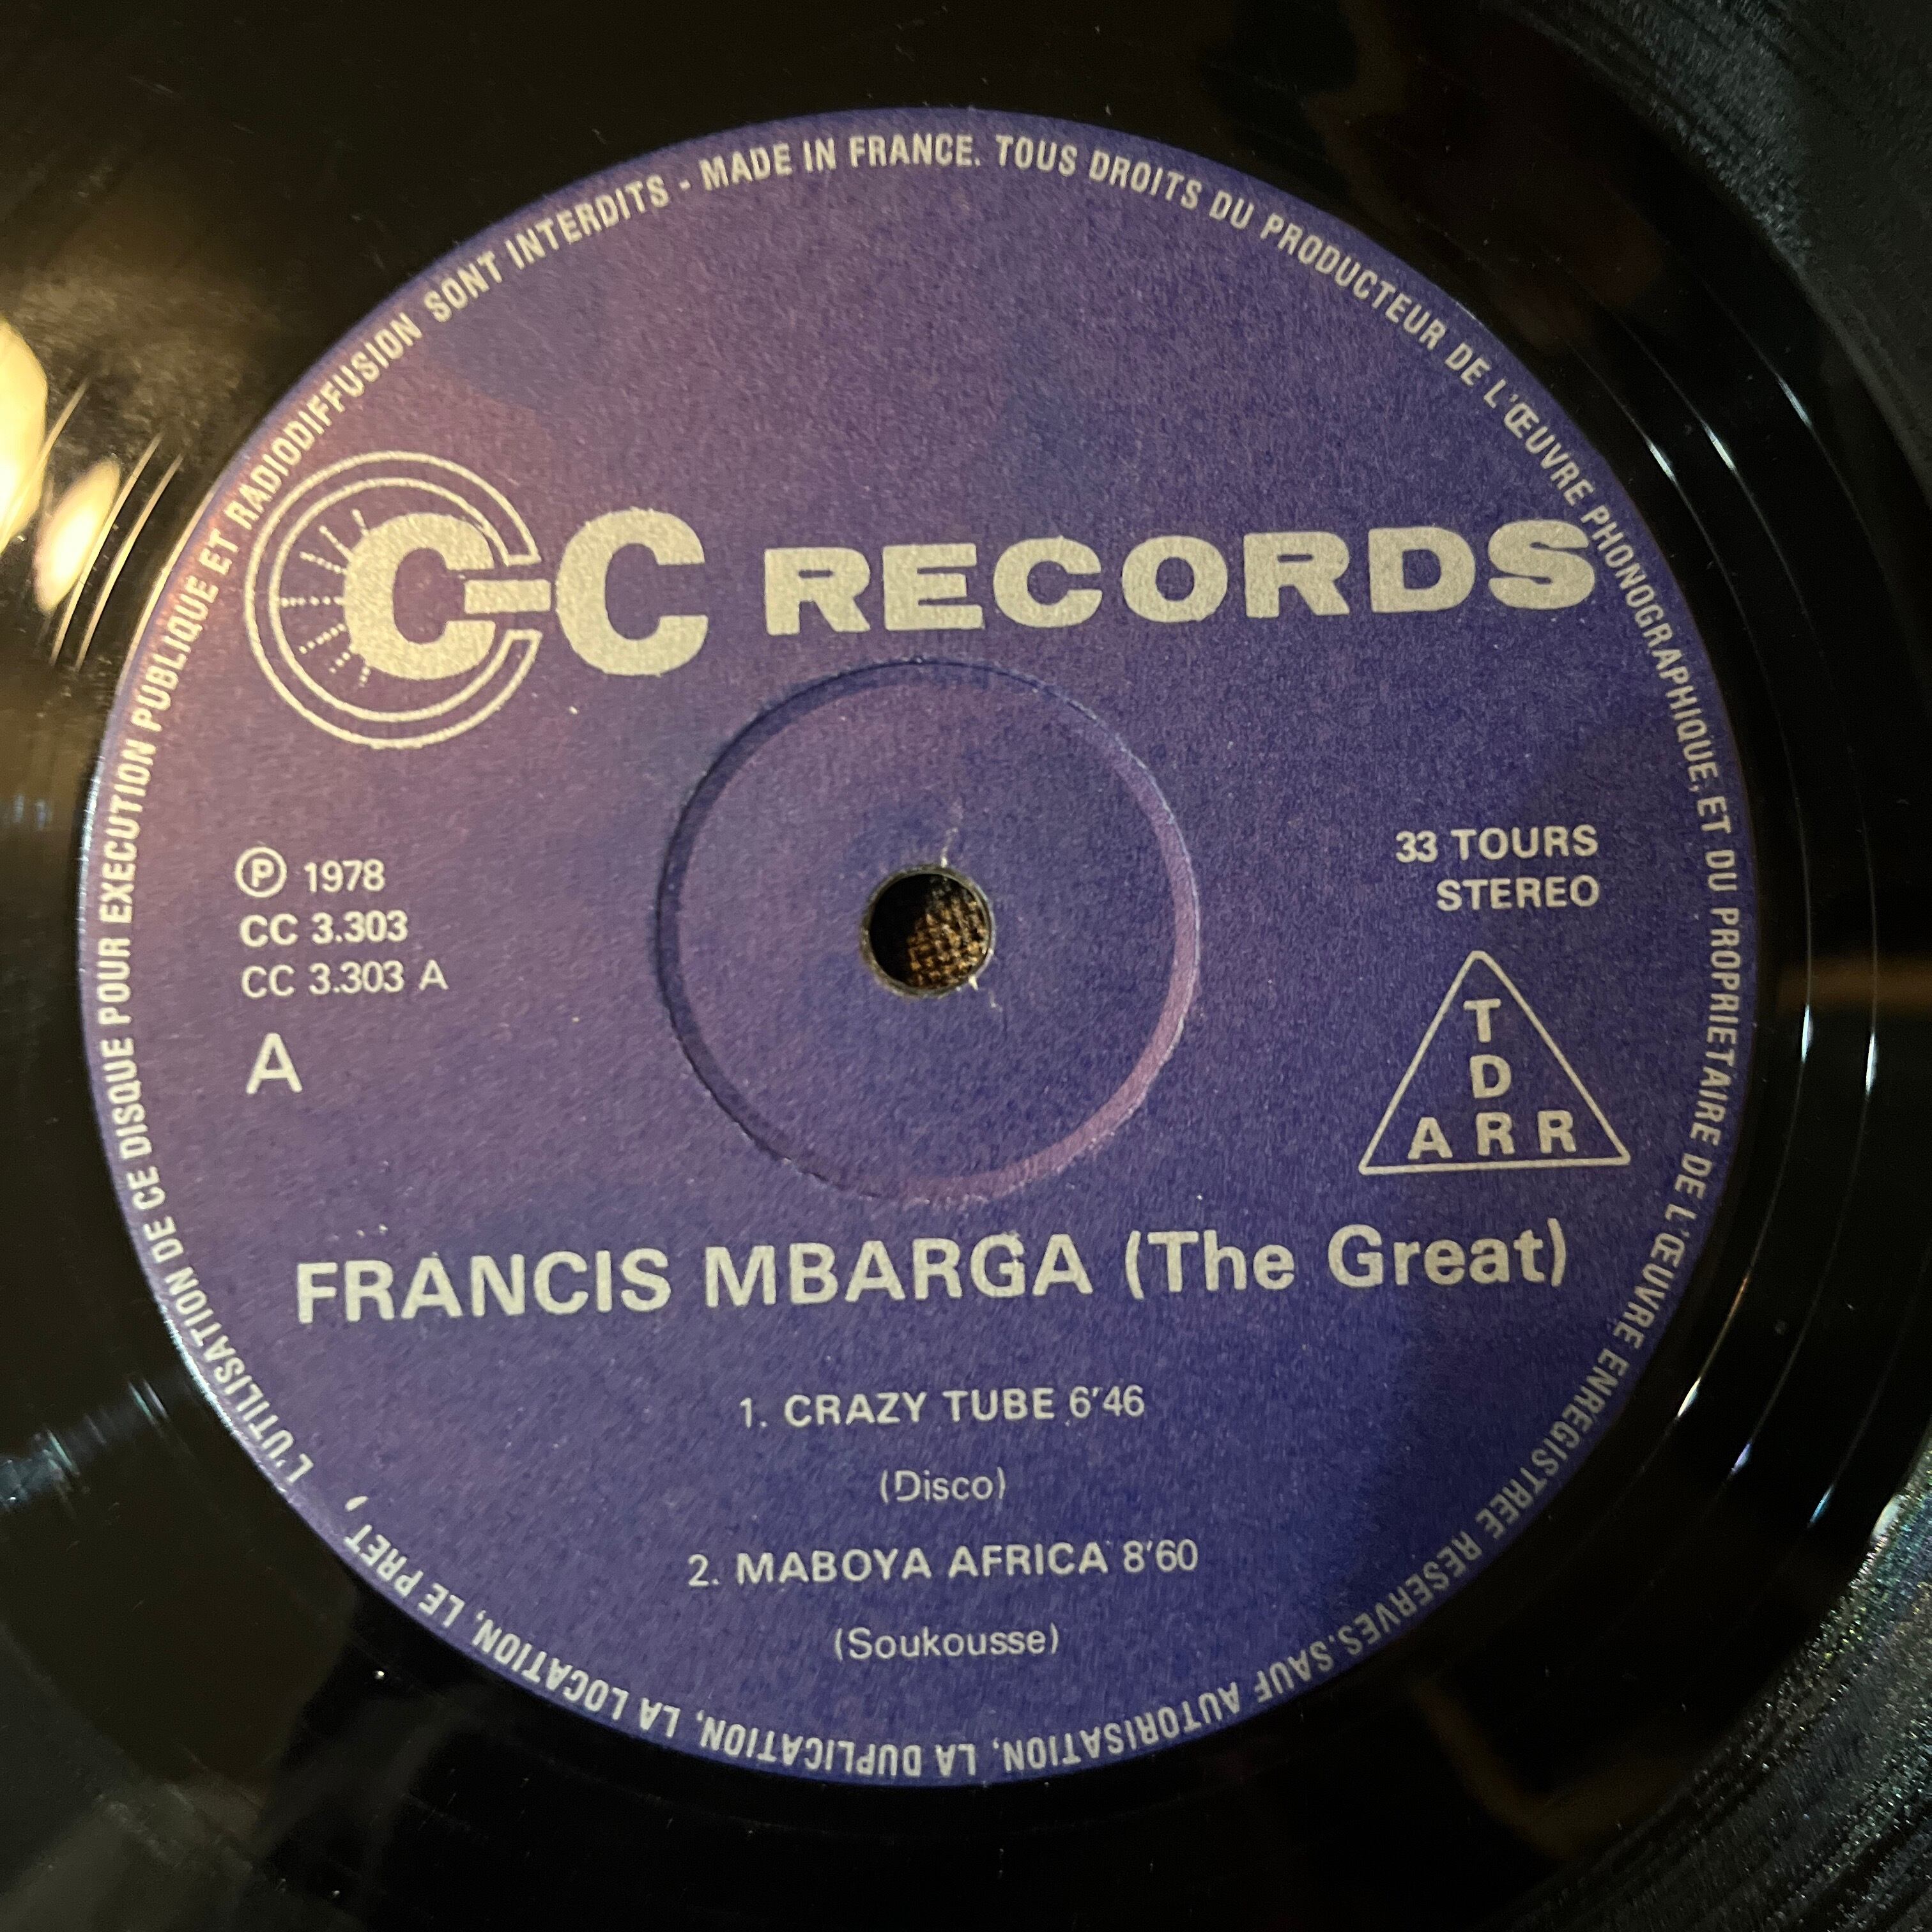 MADE IN FRANCE. TOUS DROITS DU PRODUCTEUR DE L'ŒUVRE PHONOGRAPHIQUE, ET DU PROPRIETAIRE DE L'ŒUVRE ENREGISTREE RESERVES. SAUF AUTORISATION, LA DUPLICATION, LA LOCATION, LE PRET, L'UTILISATION DE CE DISQUE POUR EXECUTION PUBLIQUE ET RADIODIFFUSION SONT INTERDITS -
C-C RECORDS
℗ 1978
CC 3.303
CC 3.303 A
A
33 TOURS
STEREO
T
D
A R R
FRANCIS MBARGA (The Great)
1. CRAZY TUBE 6'46
(Disco)
2. MABOYA AFRICA 8'60
(Soukousse)